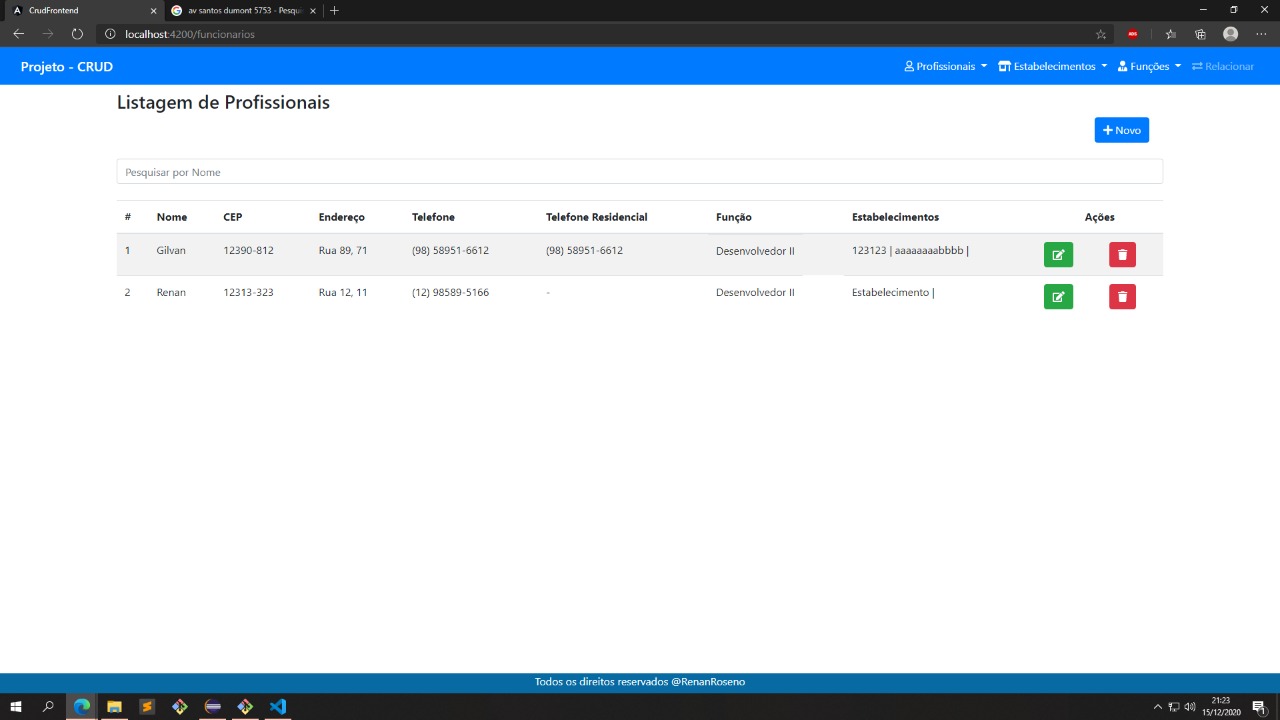 CrudFrontend
av santos dumont 5753 - Pesqui
localhost:4200/funcionarios
ABS
Projeto - CRUD
Profissionais
Estabelecimentos
Funções
Relacionar
Listagem de Profissionais
Novo
Pesquisar por Nome
# Nome CEP Endereço Telefone Telefone Residencial Função Estabelecimentos Ações
1 Gilvan 12390-812 Rua 89, 71 (98) 58951-6612 (98) 58951-6612 Desenvolvedor II 123123 | aaaaaaaabbbb |
2 Renan 12313-323 Rua 12, 11 (12) 98589-5166 - Desenvolvedor II Estabelecimento |
Todos os direitos reservados @RenanRoseno
21:23
15/12/2020
1